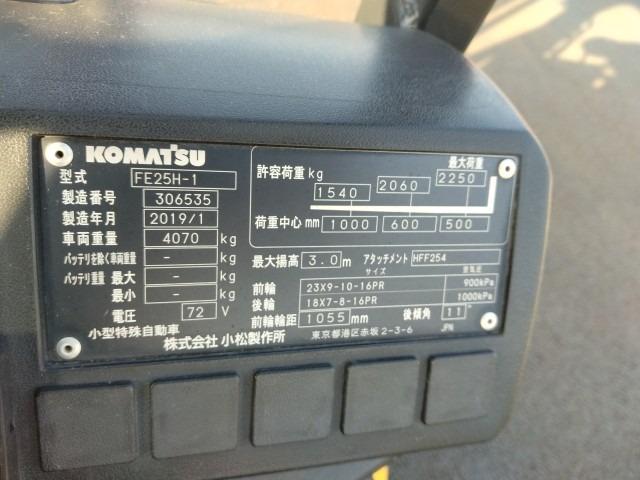 KOMATSU
型式 FE25H-1
製造番号 306535
製造年月 2019/1
車両重量 4070 kg
バッテリを除く車両重量 - kg
バッテリ重量 最大 - kg
最小 - kg
電圧 72 V
小型特殊自動車
許容荷重 kg 最大荷重
1540 2060 2250
荷重中心 mm 1000 600 500
最大揚高 3.0 m アタッチメント HFF254
サイズ 空気圧
前輪 23X9-10-16PR 900kPa
後輪 18X7-8-16PR 1000kPa
前輪輪距 1055 mm 後傾角 11 °
株式会社 小松製作所 東京都港区赤坂 2-3-6 JPN